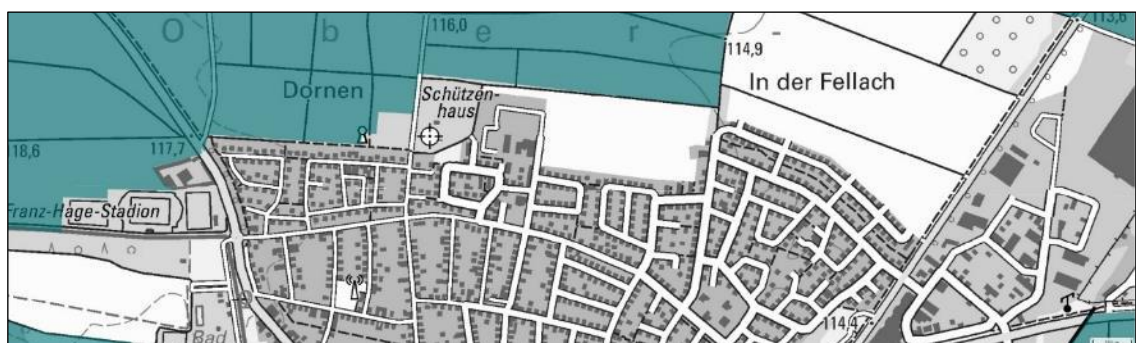 O b e r -
116,0
113,6
114,9
In der Fellach
Dornen
Schützen-
haus
118,6
117,7
Franz-Hage-Stadion
114,4
Bad